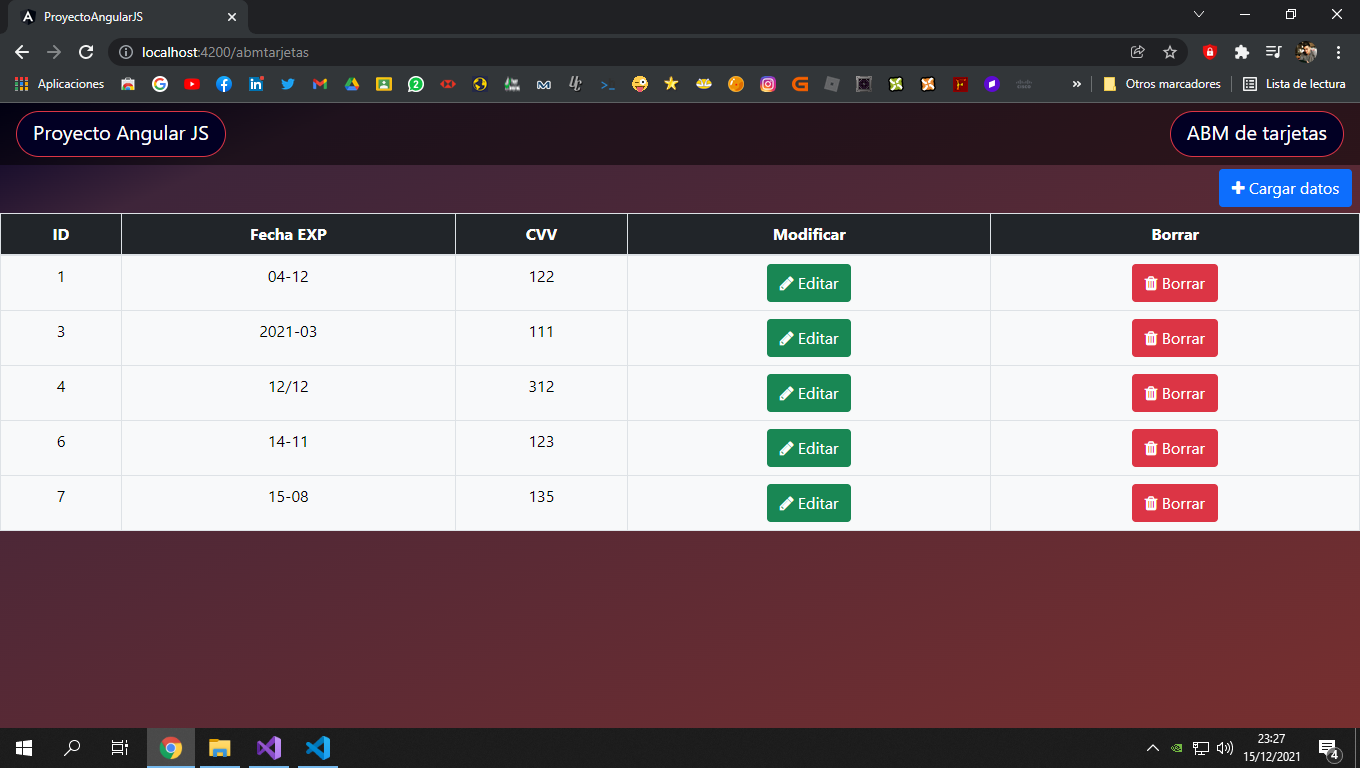 ProyectoAngularJS
localhost:4200/abmtarjetas
Aplicaciones
Otros marcadores
Lista de lectura
Proyecto Angular JS
ABM de tarjetas
Cargar datos
ID Fecha EXP CVV Modificar Borrar
1 04-12 122 Editar Borrar
3 2021-03 111 Editar Borrar
4 12/12 312 Editar Borrar
6 14-11 123 Editar Borrar
7 15-08 135 Editar Borrar
23:27
15/12/2021
4